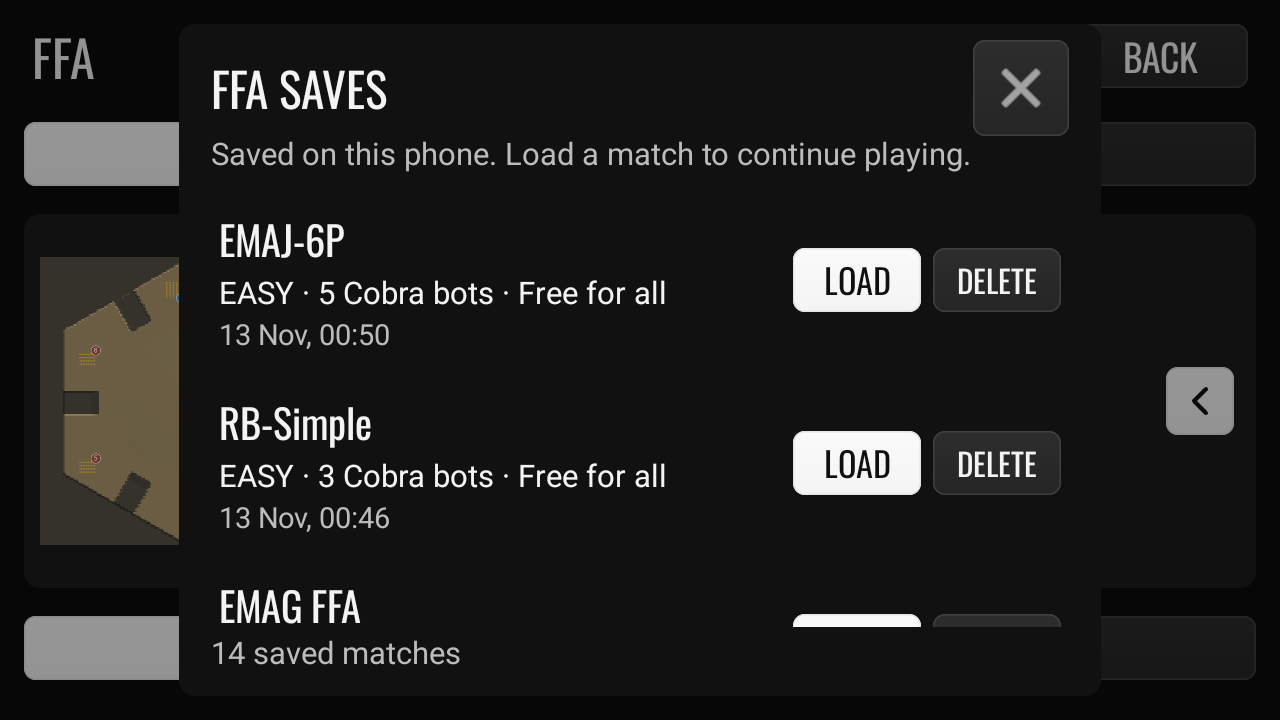 FFA
BACK
FFA SAVES
Saved on this phone. Load a match to continue playing.
EMAJ-6P
EASY · 5 Cobra bots · Free for all
13 Nov, 00:50
LOAD
DELETE
RB-Simple
EASY · 3 Cobra bots · Free for all
13 Nov, 00:46
LOAD
DELETE
EMAG FFA
14 saved matches